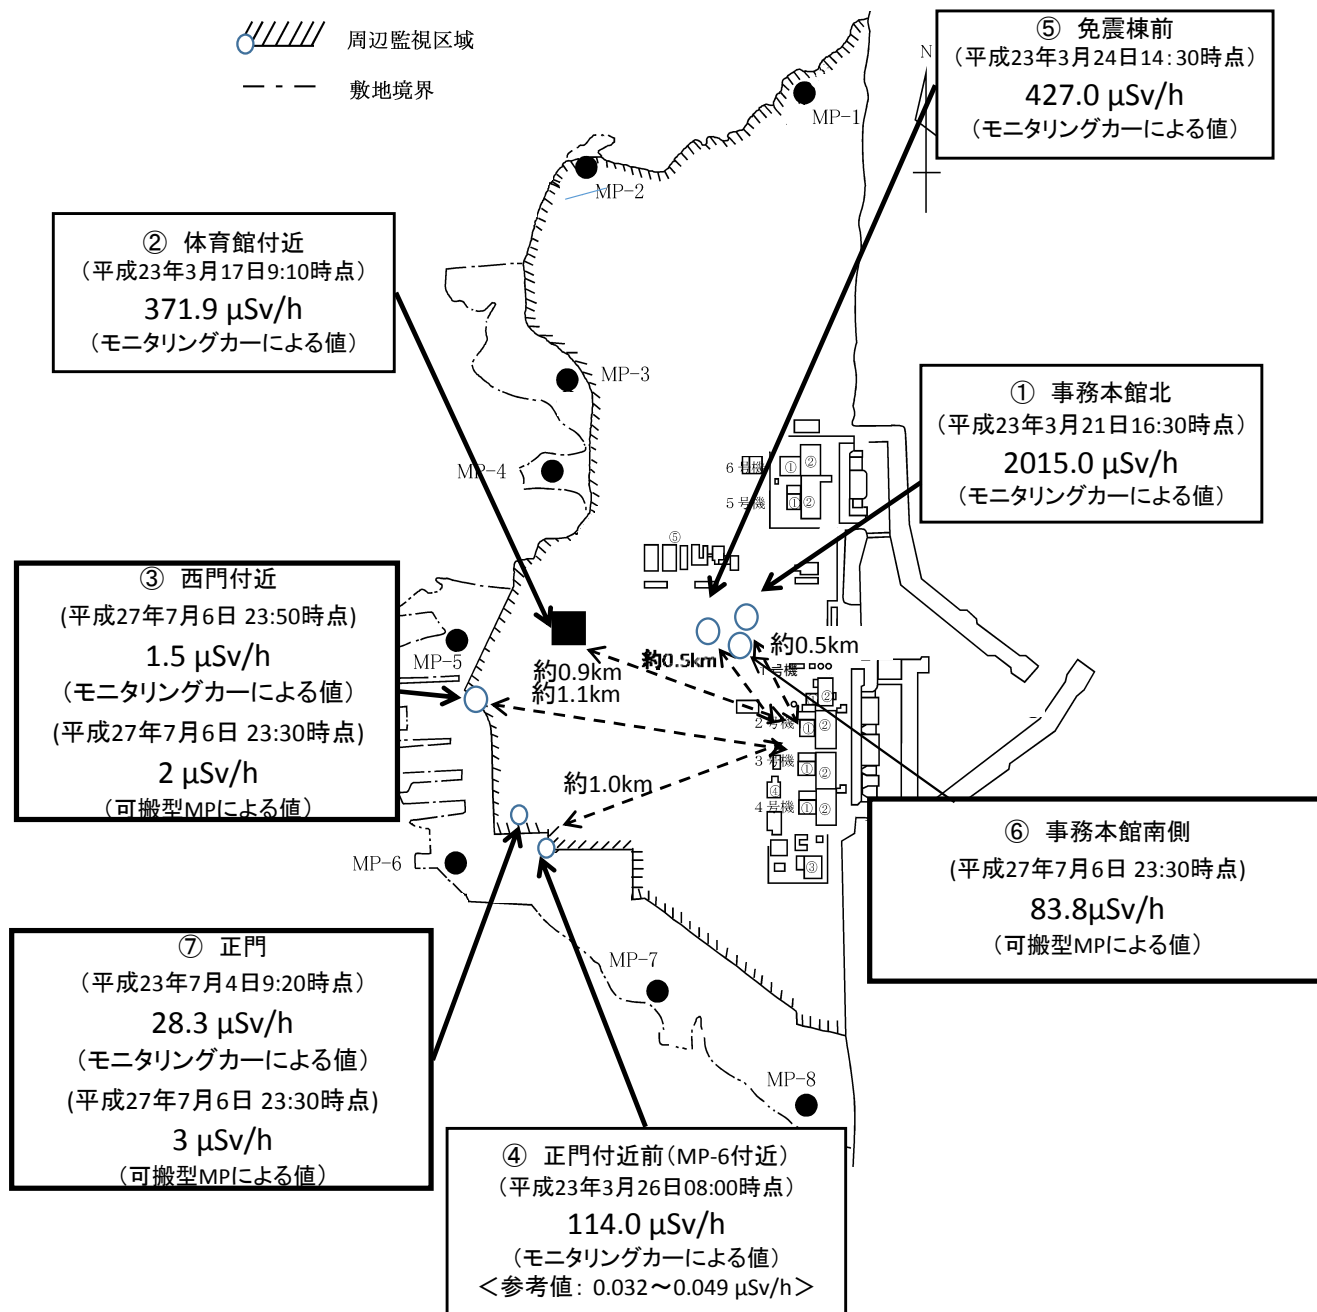 周辺監視区域
敷地境界
⑤ 免震棟前
（平成23年3月24日14:30時点）
427.0 μSv/h
（モニタリングカーによる値）
N
MP-1
MP-2
② 体育館付近
（平成23年3月17日9:10時点）
371.9 μSv/h
（モニタリングカーによる値）
MP-3
① 事務本館北
（平成23年3月21日16:30時点）
2015.0 μSv/h
（モニタリングカーによる値）
MP-4
6号機
①
②
5号機
①
②
⑤
③ 西門付近
(平成27年7月6日 23:50時点)
1.5 μSv/h
（モニタリングカーによる値）
(平成27年7月6日 23:30時点)
2 μSv/h
（可搬型MPによる値）
MP-5
約0.9km
約1.1km
約0.5km
約0.5km
1号機
②
2号機
①
②
3号機
①
②
④
4号機
①
②
③
約1.0km
MP-6
⑥ 事務本館南側
(平成27年7月6日 23:30時点)
83.8μSv/h
（可搬型MPによる値）
⑦ 正門
（平成23年7月4日9:20時点）
28.3 μSv/h
（モニタリングカーによる値）
(平成27年7月6日 23:30時点)
3 μSv/h
（可搬型MPによる値）
MP-7
MP-8
④ 正門付近前（MP-6付近）
（平成23年3月26日08:00時点）
114.0 μSv/h
（モニタリングカーによる値）
＜参考値: 0.032～0.049 μSv/h＞